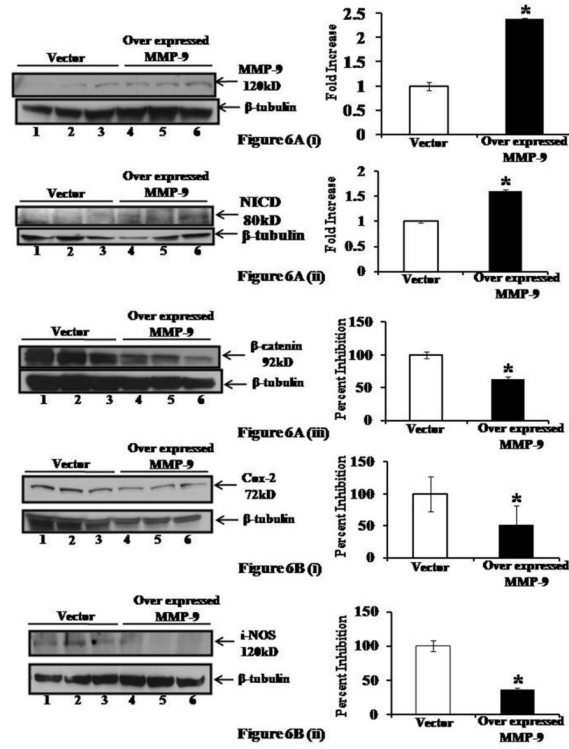 Vector
Over expressed
MMP-9
MMP-9
120kD
β-tubulin
1 2 3 4 5 6
Figure 6A (i)
Fold Increase
2.5
2
1.5
1
0.5
0
*
Vector
Over expressed
MMP-9
Vector
Over expressed
MMP-9
NICD
80kD
β-tubulin
1 2 3 4 5 6
Figure 6A (ii)
Fold Increase
2
1.5
1
0.5
0
*
Vector
Over expressed
MMP-9
Vector
Over expressed
MMP-9
β-catenin
92kD
β-tubulin
1 2 3 4 5 6
Figure 6A (iii)
Percent Inhibition
150
100
50
0
*
Vector
Over expressed
MMP-9
Vector
Over expressed
MMP-9
Cox-2
72kD
β-tubulin
1 2 3 4 5 6
Figure 6B (i)
Percent Inhibition
150
100
50
0
*
Vector
Over expressed
MMP-9
Vector
Over expressed
MMP-9
i-NOS
120kD
β-tubulin
1 2 3 4 5 6
Figure 6B (ii)
Percent Inhibition
150
100
50
0
*
Vector
Over expressed
MMP-9